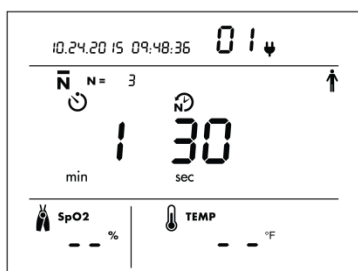 10.24.2015 09:48:36 01
N N = 3
N
1 30
min sec
SpO2 TEMP
-- % -- °F